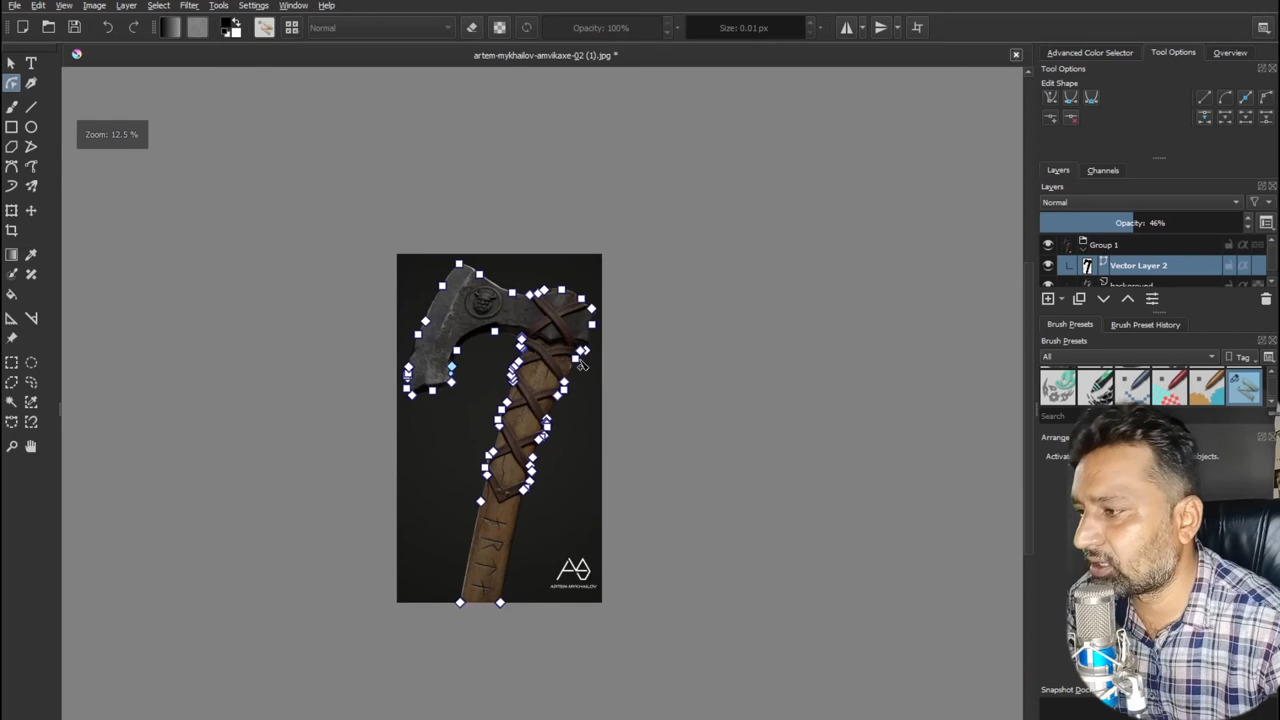 File Edit View Image Layer Select Filter Tools Settings Window Help
Normal
Opacity: 100%
Size: 0.01 px
artem-mykhailov-amvikaxe-02 (1).jpg *
Zoom: 12.5 %
ARTEM-MYKHAILOV
Advanced Color Selector Tool Options Overview
Tool Options
Edit Shape
Layers Channels
Layers
Normal
Opacity: 46%
Group 1
Vector Layer 2
background
Brush Presets Brush Preset History
Brush Presets
All
Tag
Search
Arrange
Snapshot Doc